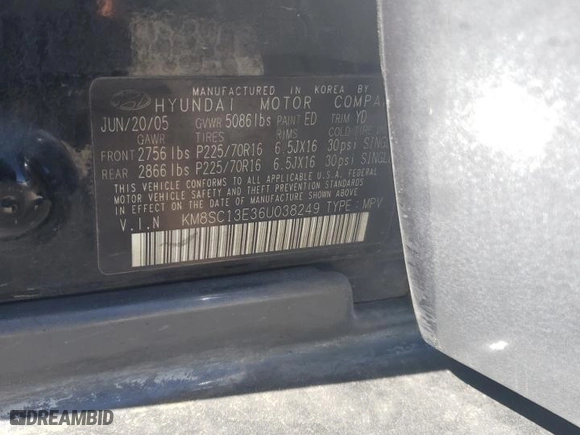 MANUFACTURED IN KOREA BY
HYUNDAI MOTOR COMPA
JUN/20/05 GVWR 5086lbs PAINT ED TRIM YD
GAWR TIRES RIMS COLD
FRONT 2756lbs P225/70R16 6.5JX16 30psi SINGL
REAR 2866lbs P225/70R16 6.5JX16 30psi SINGL
THIS VEHICLE CONFORMS TO ALL APPLICABLE U.S.A. FEDERAL
MOTOR VEHICLE SAFETY, BUMPER, AND THEFT PREVENTION
STANDARDS IN EFFECT ON THE DATE OF
MANUFACTURE SHOWN ABOVE.
V.I.N KM8SC13E36U038249 TYPE : MPV
DREAMBID